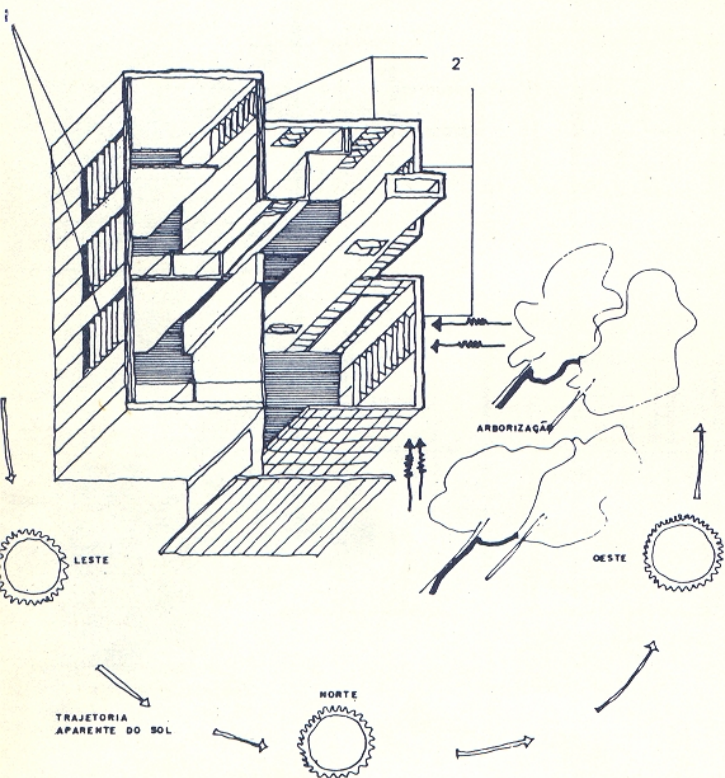 1
2
ARBORIZAÇÃO
LESTE
OESTE
NORTE
TRAJETORIA
APARENTE DO SOL